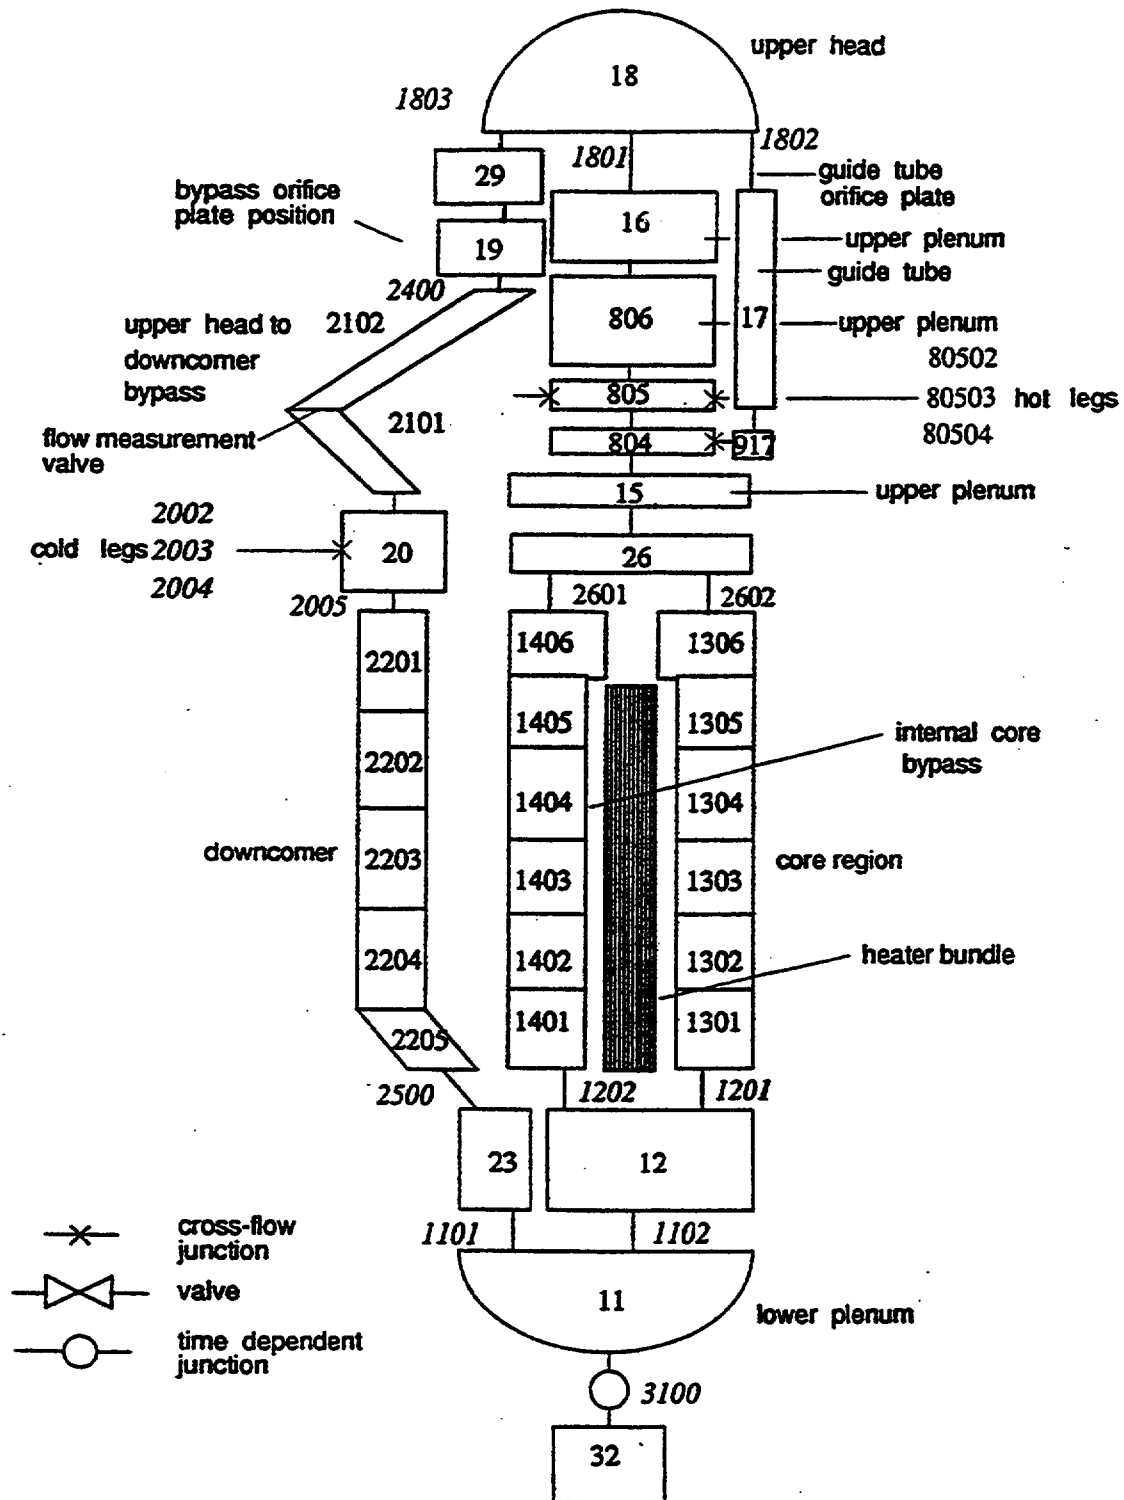 upper head
18
1803
1802
1801
guide tube
orifice plate
29
bypass orifice
plate position
16
upper plenum
19
guide tube
2400
2102
upper head to
downcomer
bypass
806
17
upper plenum
80502
805
80503 hot legs
80504
2101
flow measurement
valve
804
917
15
upper plenum
2002
cold legs 2003
2004
20
26
2005
2601
2602
1406
1306
2201
1405
1305
internal core
bypass
2202
1404
1304
downcomer
2203
1403
1303
core region
2204
1402
1302
heater bundle
1401
1301
2205
2500
1202
1201
23
12
1101
1102
cross-flow
junction
valve
11
lower plenum
time dependent
junction
3100
32